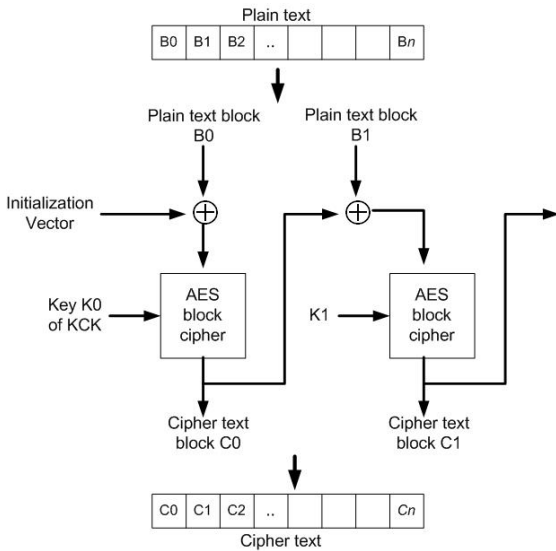 Plain text
B0 B1 B2 .. Bn
Plain text block
B0
Plain text block
B1
Initialization
Vector
Key K0
of KCK
AES
block
cipher
K1
AES
block
cipher
Cipher text
block C0
Cipher text
block C1
C0 C1 C2 .. Cn
Cipher text